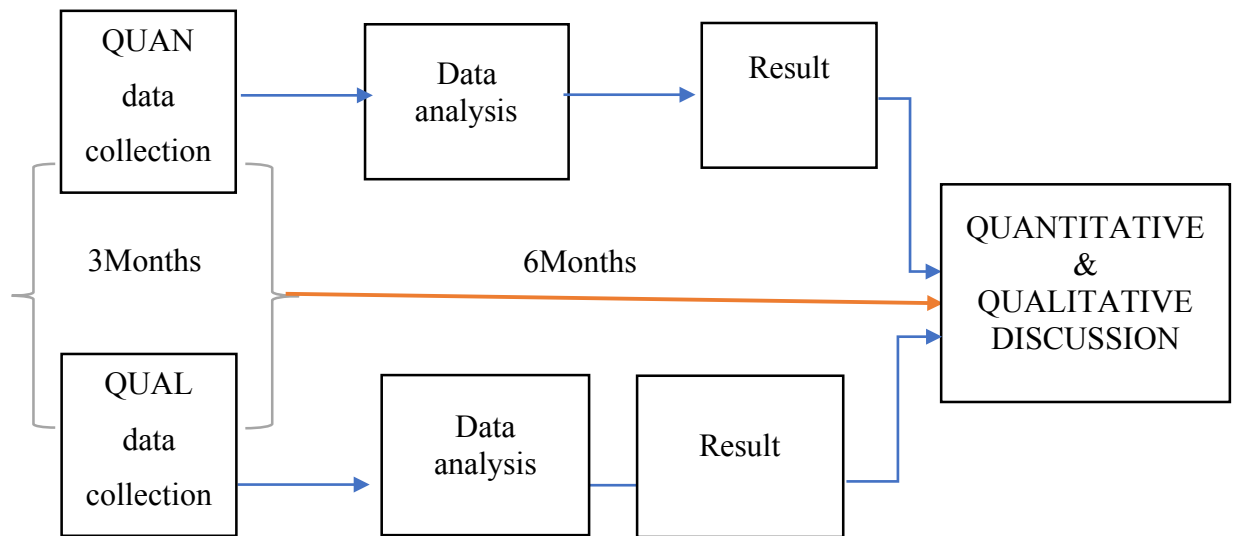 QUAN
data
collection
Data
analysis
Result
3Months
6Months
QUANTITATIVE
&
QUALITATIVE
DISCUSSION
QUAL
data
collection
Data
analysis
Result